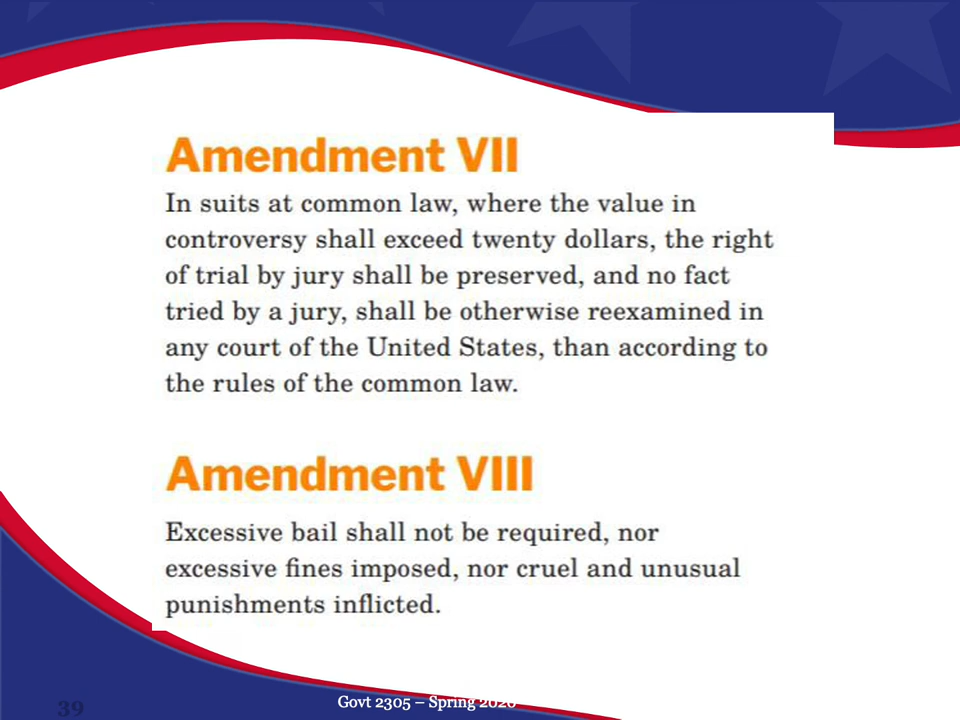 Amendment VII
In suits at common law, where the value in
controversy shall exceed twenty dollars, the right
of trial by jury shall be preserved, and no fact
tried by a jury, shall be otherwise reexamined in
any court of the United States, than according to
the rules of the common law.
Amendment VIII
Excessive bail shall not be required, nor
excessive fines imposed, nor cruel and unusual
punishments inflicted.
39
Govt 2305 – Spring 2020